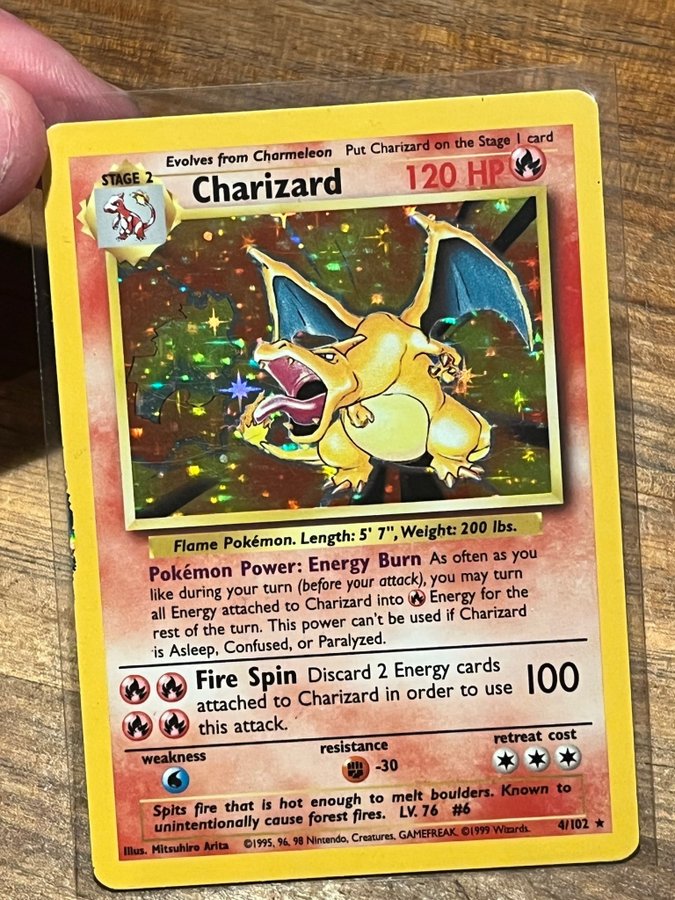 Evolves from Charmeleon Put Charizard on the Stage 1 card
STAGE 2
Charizard 120 HP
Flame Pokémon. Length: 5' 7", Weight: 200 lbs.
Pokémon Power: Energy Burn As often as you
like during your turn (before your attack), you may turn
all Energy attached to Charizard into Energy for the
rest of the turn. This power can't be used if Charizard
is Asleep, Confused, or Paralyzed.
Fire Spin Discard 2 Energy cards
attached to Charizard in order to use
this attack.
100
weakness resistance retreat cost
-30
Spits fire that is hot enough to melt boulders. Known to
unintentionally cause forest fires. LV. 76 #6
Illus. Mitsuhiro Arita ©1995, 96, 98 Nintendo, Creatures, GAMEFREAK. ©1999 Wizards. 4/102 ★